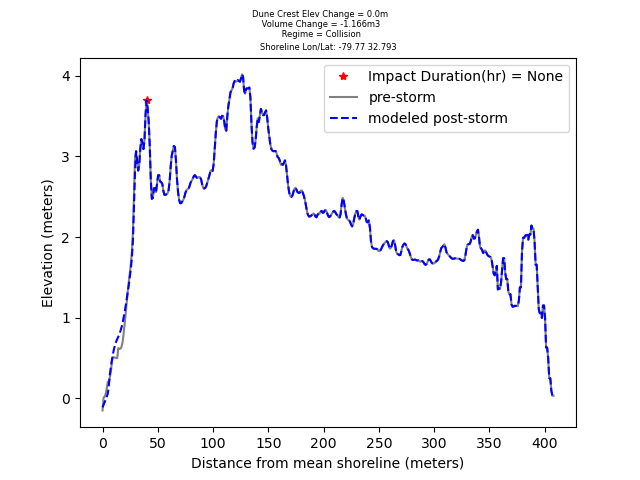 Dune Crest Elev Change = 0.0m
Volume Change = -1.166m3
Regime = Collision
Shoreline Lon/Lat: -79.77 32.793
Impact Duration(hr) = None
pre-storm
modeled post-storm
Elevation (meters)
4
3
2
1
0
0 50 100 150 200 250 300 350 400
Distance from mean shoreline (meters)